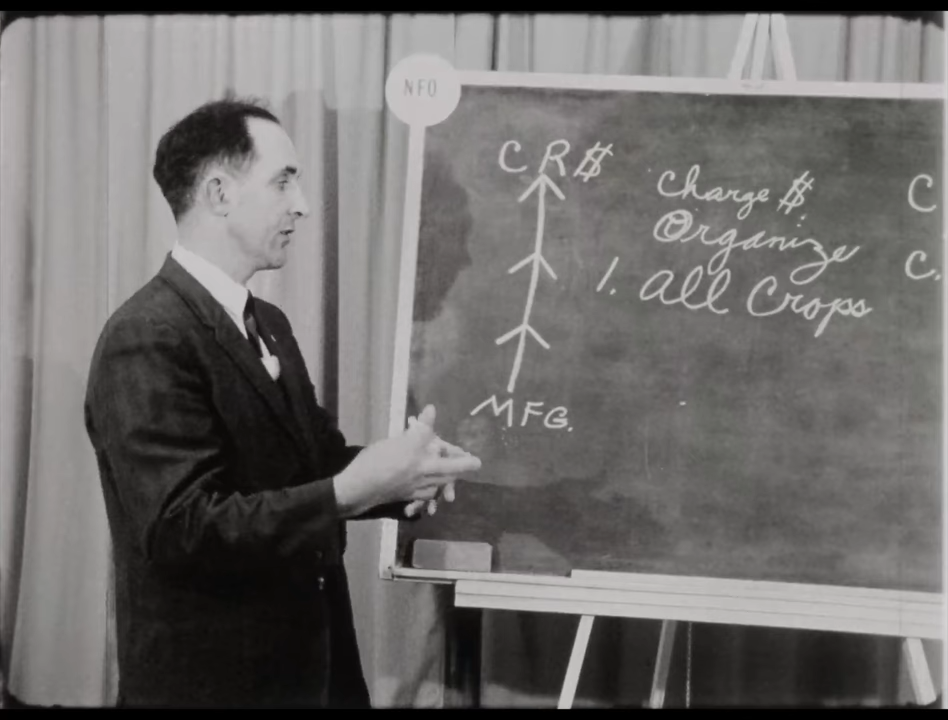 NFO
CR$
Charge $
Organize
1. All Crops
MFG.
C
C.